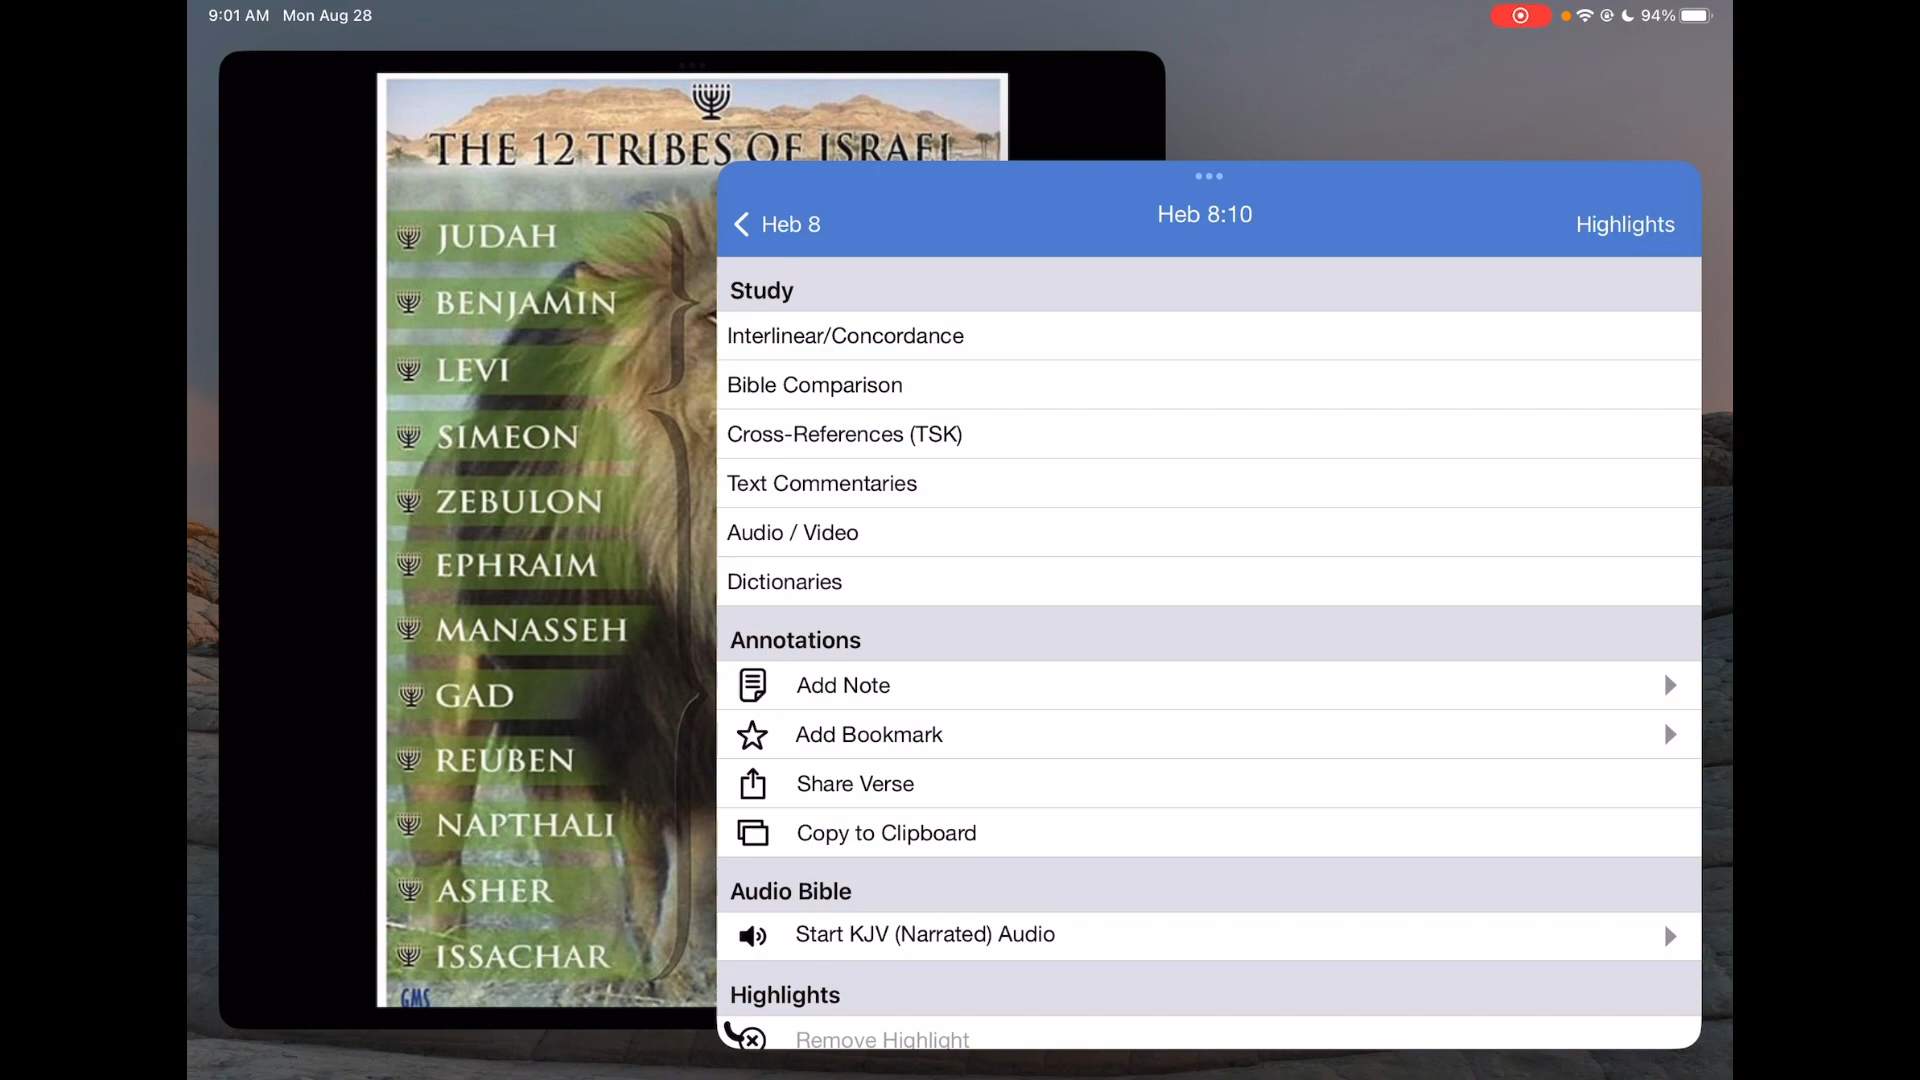 9:01 AM Mon Aug 28
94%
THE 12 TRIBES OF ISRAEL
JUDAH
BENJAMIN
LEVI
SIMEON
ZEBULON
EPHRAIM
MANASSEH
GAD
REUBEN
NAPTHALI
ASHER
ISSACHAR
GMS
Heb 8
Heb 8:10
Highlights
Study
Interlinear/Concordance
Bible Comparison
Cross-References (TSK)
Text Commentaries
Audio / Video
Dictionaries
Annotations
Add Note
Add Bookmark
Share Verse
Copy to Clipboard
Audio Bible
Start KJV (Narrated) Audio
Highlights
Remove Highlight